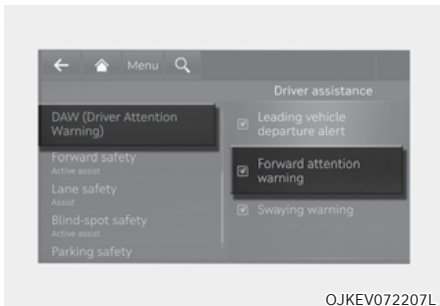 Menu
Driver assistance
DAW (Driver Attention
Warning)
Forward safety
Active assist
Lane safety
Assist
Blind-spot safety
Active assist
Parking safety
Leading vehicle
departure alert
Forward attention
warning
Swaying warning
OJKEV072207L